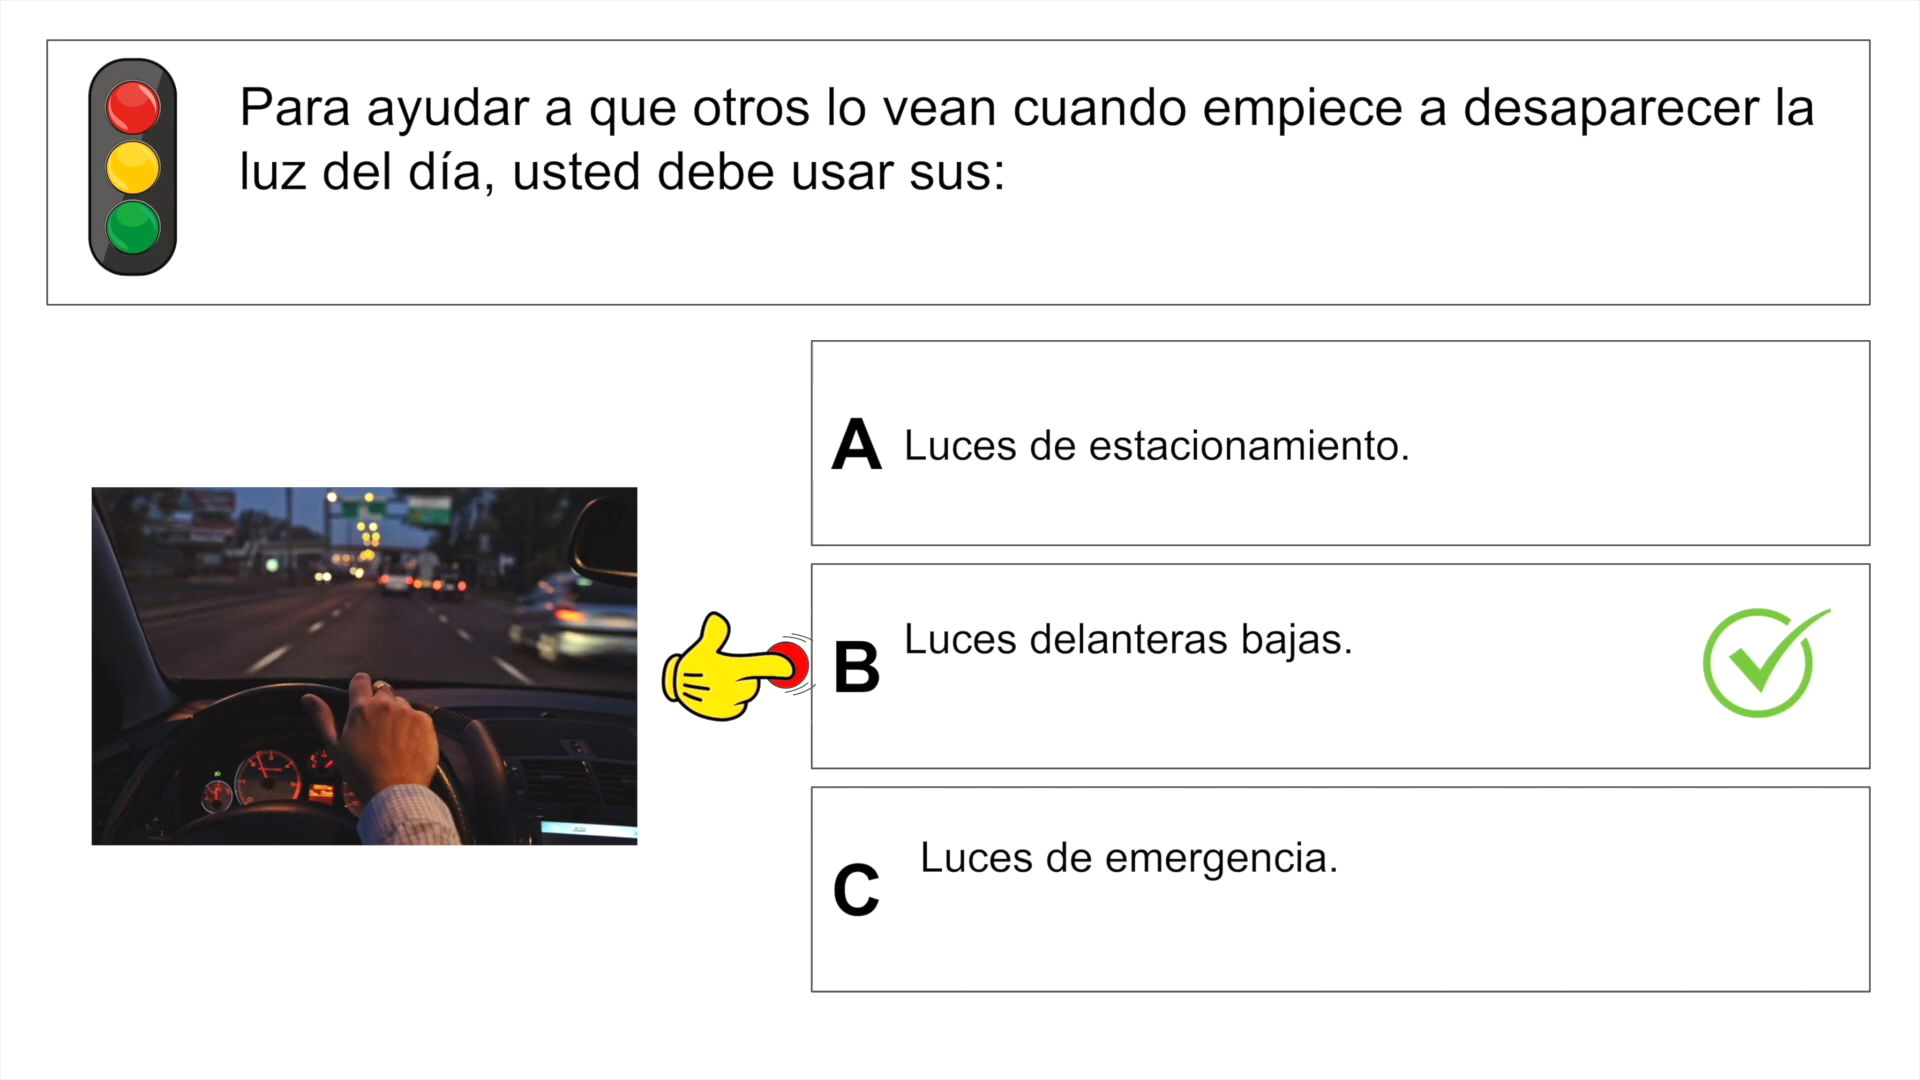 Para ayudar a que otros lo vean cuando empiece a desaparecer la
luz del día, usted debe usar sus:
A Luces de estacionamiento.
B Luces delanteras bajas.
C Luces de emergencia.